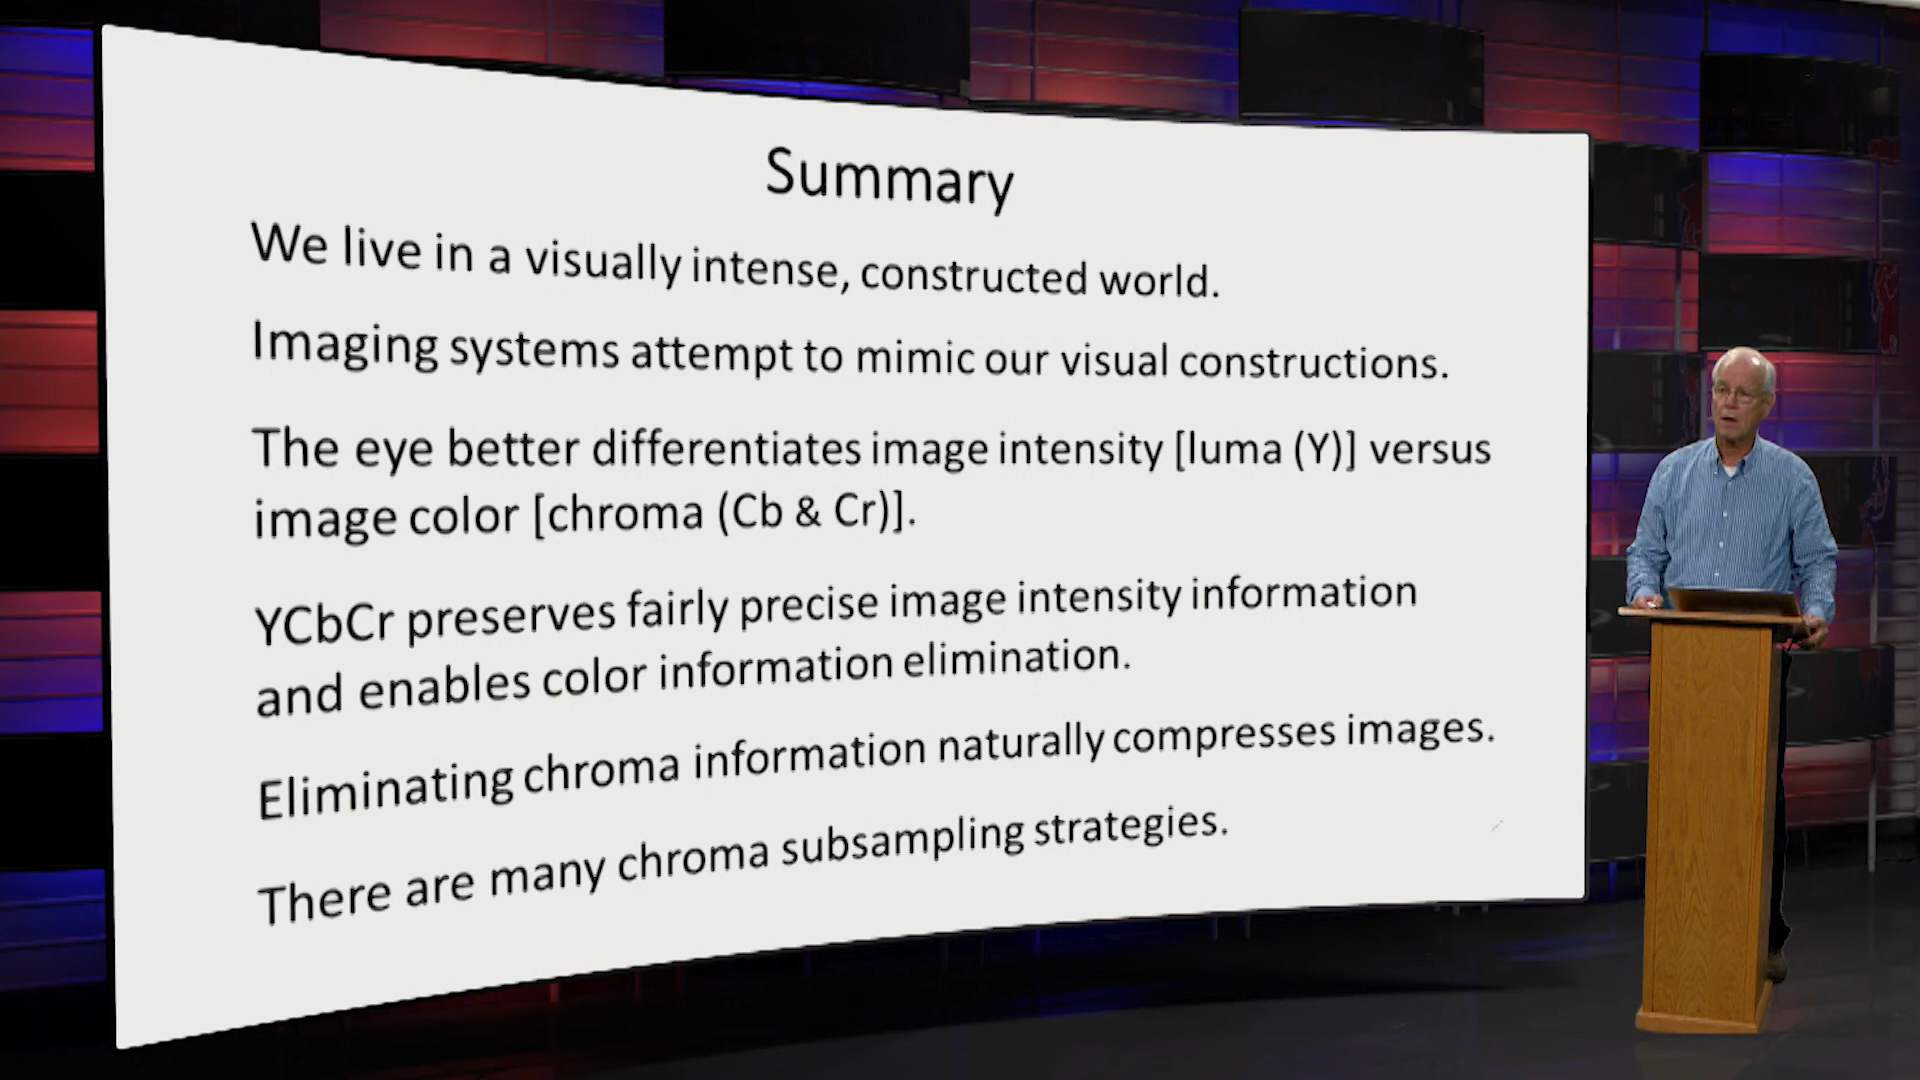 Summary
We live in a visually intense, constructed world.
Imaging systems attempt to mimic our visual constructions.
The eye better differentiates image intensity [luma (Y)] versus
image color [chroma (Cb & Cr)].
YCbCr preserves fairly precise image intensity information
and enables color information elimination.
Eliminating chroma information naturally compresses images.
There are many chroma subsampling strategies.